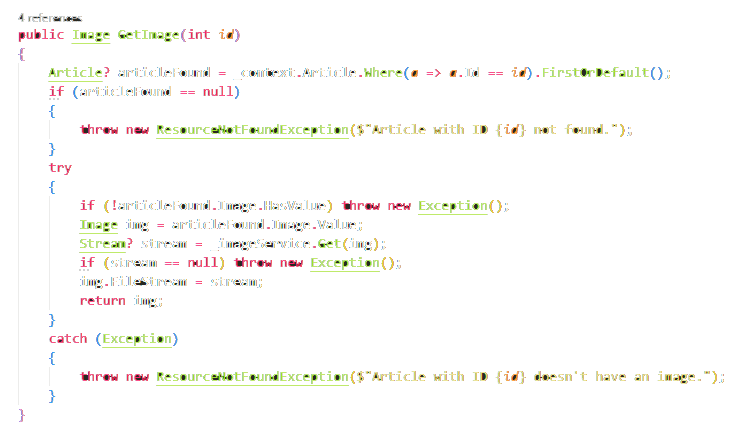 4 references
public Image GetImage(int id)
{
Article? articleFound = _context.Article.Where(a => a.Id == id).FirstOrDefault();
if (articleFound == null)
{
throw new ResourceNotFoundException($"Article with ID {id} not found.");
}
try
{
if (!articleFound.Image.HasValue) throw new Exception();
Image img = articleFound.Image.Value;
Stream? stream = _imageService.Get(img);
if (stream == null) throw new Exception();
img.FileStream = stream;
return img;
}
catch (Exception)
{
throw new ResourceNotFoundException($"Article with ID {id} doesn't have an image.");
}
}